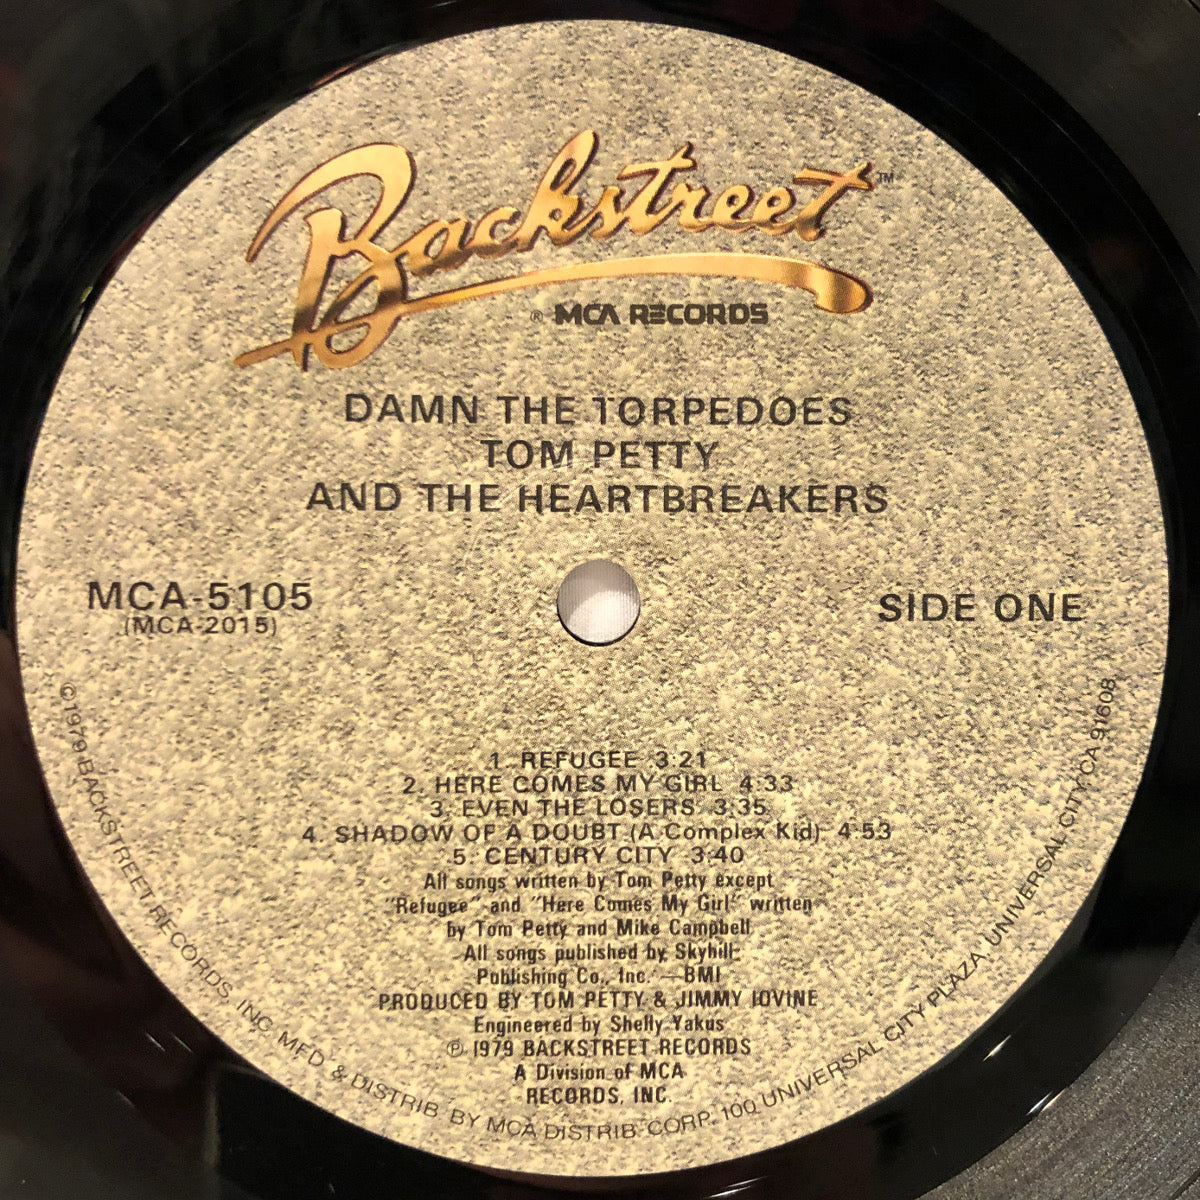 Backstreet ™
® MCA RECORDS
DAMN THE TORPEDOES
TOM PETTY
AND THE HEARTBREAKERS
MCA-5105
(MCA-2015)
SIDE ONE
1. REFUGEE 3:21
2. HERE COMES MY GIRL 4:33
3. EVEN THE LOSERS 3:35
4. SHADOW OF A DOUBT (A Complex Kid) 4:53
5. CENTURY CITY 3:40
All songs written by Tom Petty except
"Refugee" and "Here Comes My Girl" written
by Tom Petty and Mike Campbell
All songs published by Skyhill
Publishing Co., Inc. —BMI
PRODUCED BY TOM PETTY & JIMMY IOVINE
Engineered by Shelly Yakus
℗ 1979 BACKSTREET RECORDS
A Division of MCA
RECORDS, INC.
©1979 BACKSTREET RECORDS, INC. MFD. & DISTRIB. BY MCA DISTRIB. CORP. 100 UNIVERSAL CITY PLAZA UNIVERSAL CITY, CA 91608